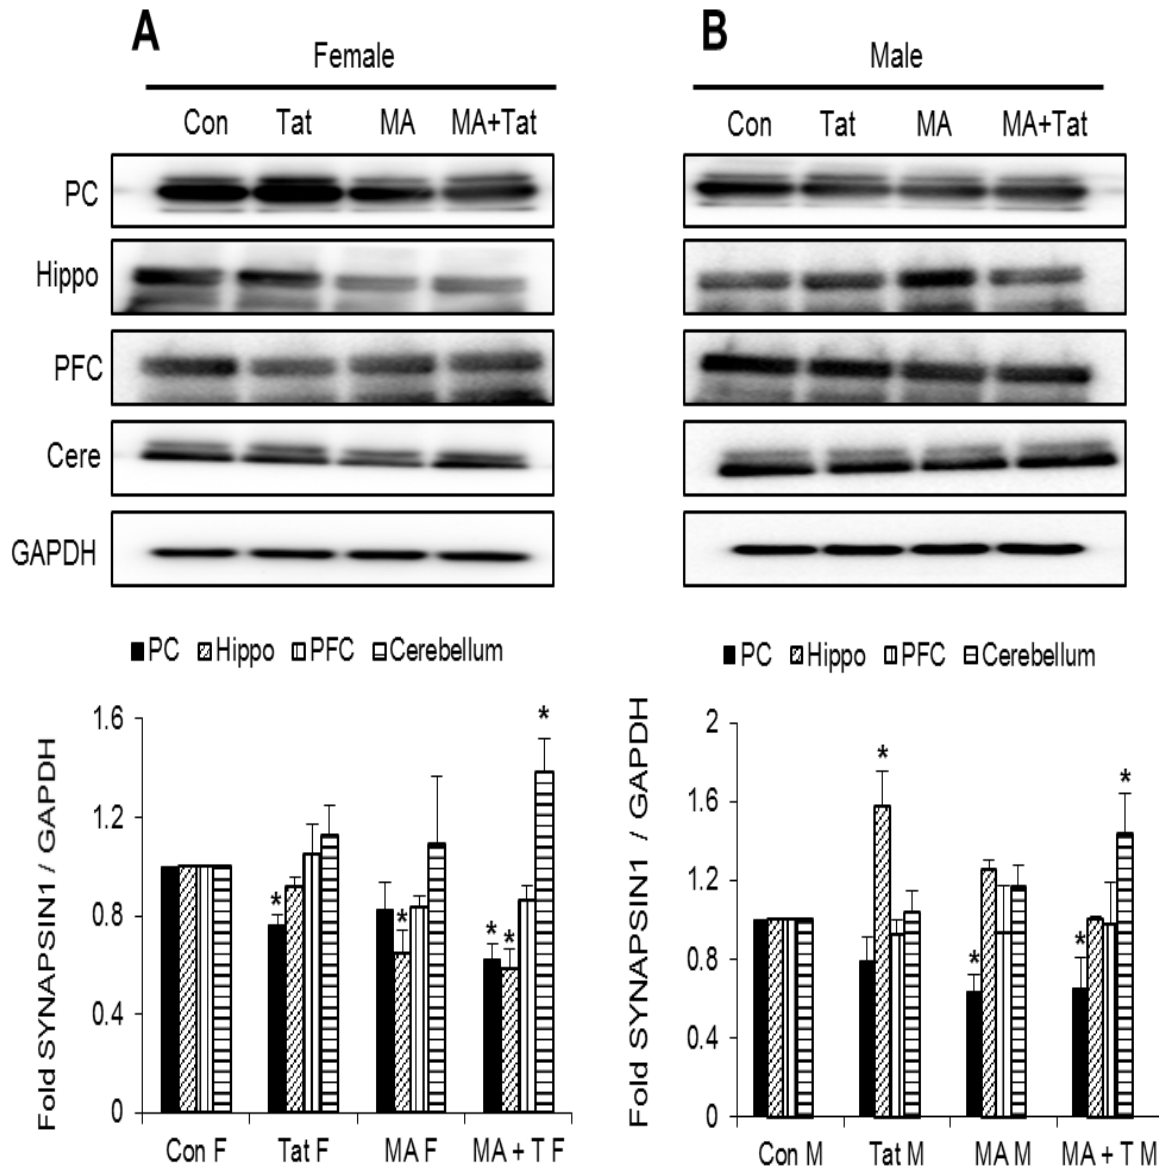 A
Female
Con Tat MA MA+Tat
PC
Hippo
PFC
Cere
GAPDH
B
Male
Con Tat MA MA+Tat
PC Hippo PFC Cerebellum
Fold SYNAPSIN1 / GAPDH
1.6
*
1.2
0.8
* * * *
0.4
0
Con F Tat F MA F MA + T F
PC Hippo PFC Cerebellum
Fold SYNAPSIN1 / GAPDH
2
* *
1.6
1.2
0.8
* *
0.4
0
Con M Tat M MA M MA + T M